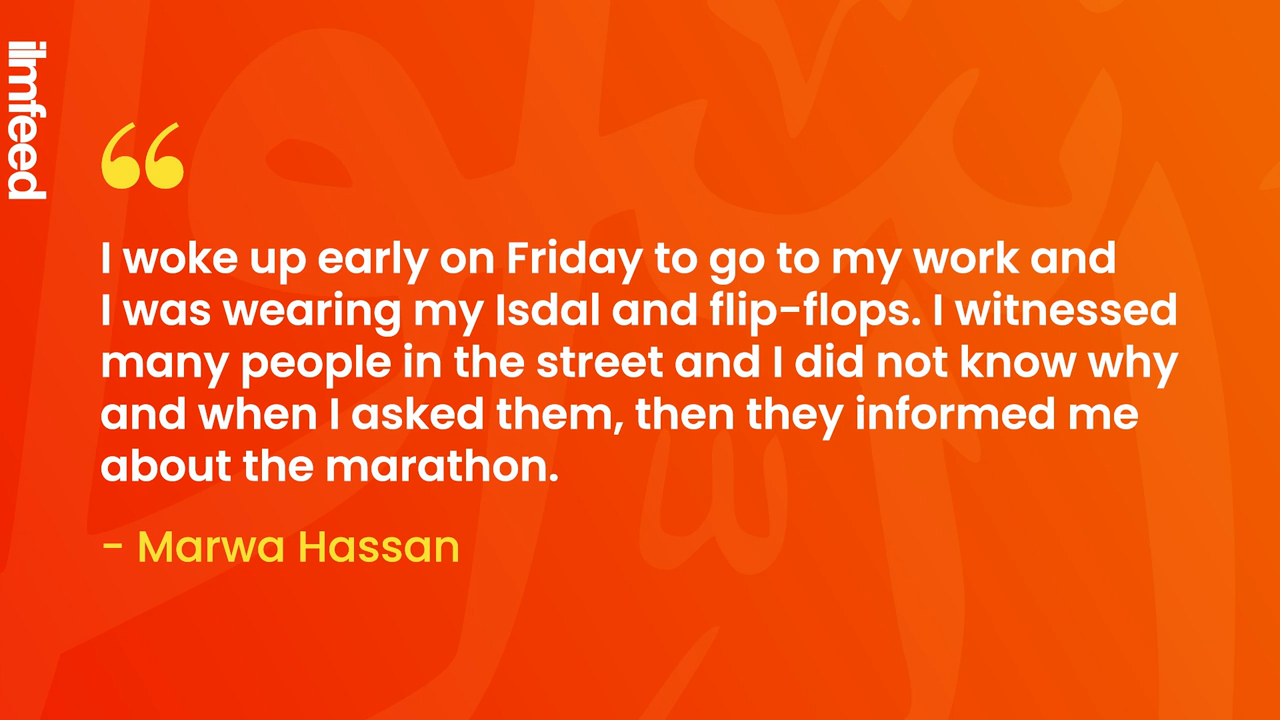 ilmfeed
“
I woke up early on Friday to go to my work and
I was wearing my Isdal and flip-flops. I witnessed
many people in the street and I did not know why
and when I asked them, then they informed me
about the marathon.
- Marwa Hassan